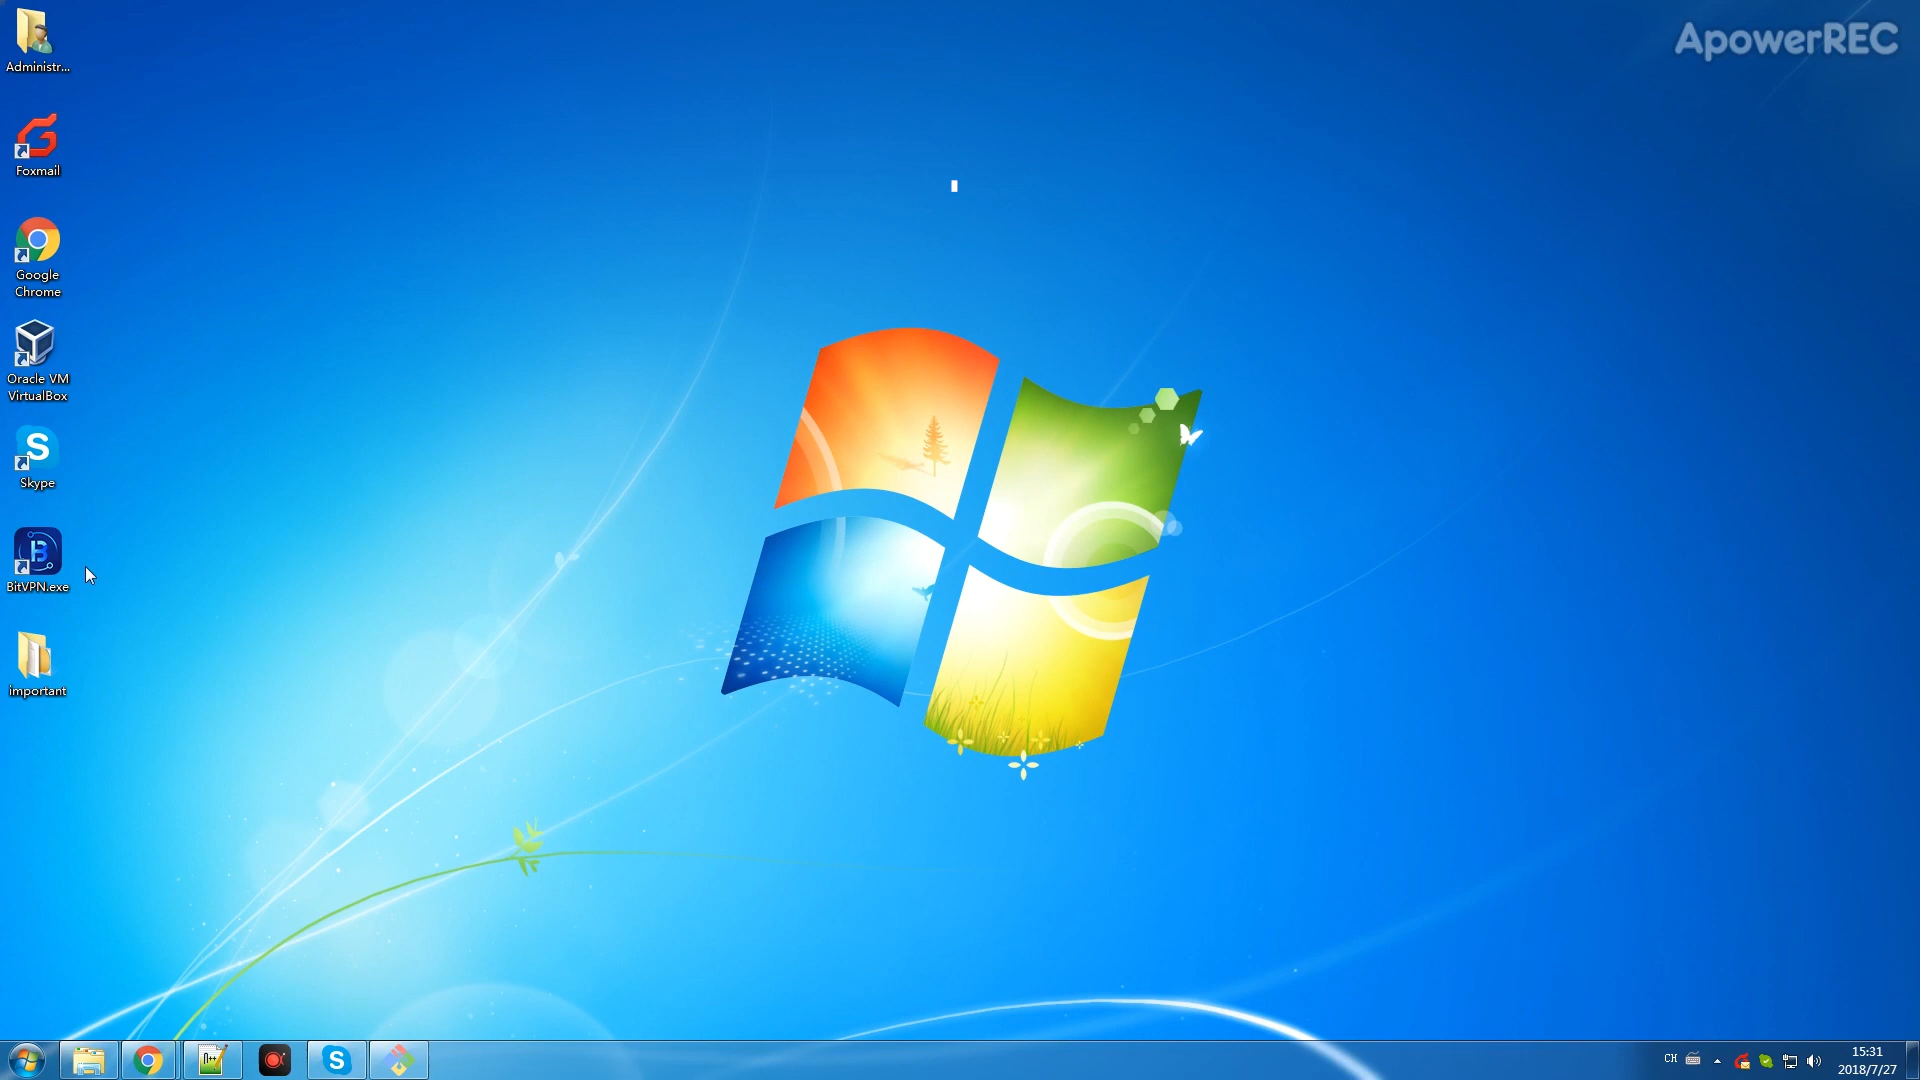 ApowerREC
Administr...
Foxmail
Google
Chrome
Oracle VM
VirtualBox
Skype
BitVPN.exe
important
CH
15:31
2018/7/27